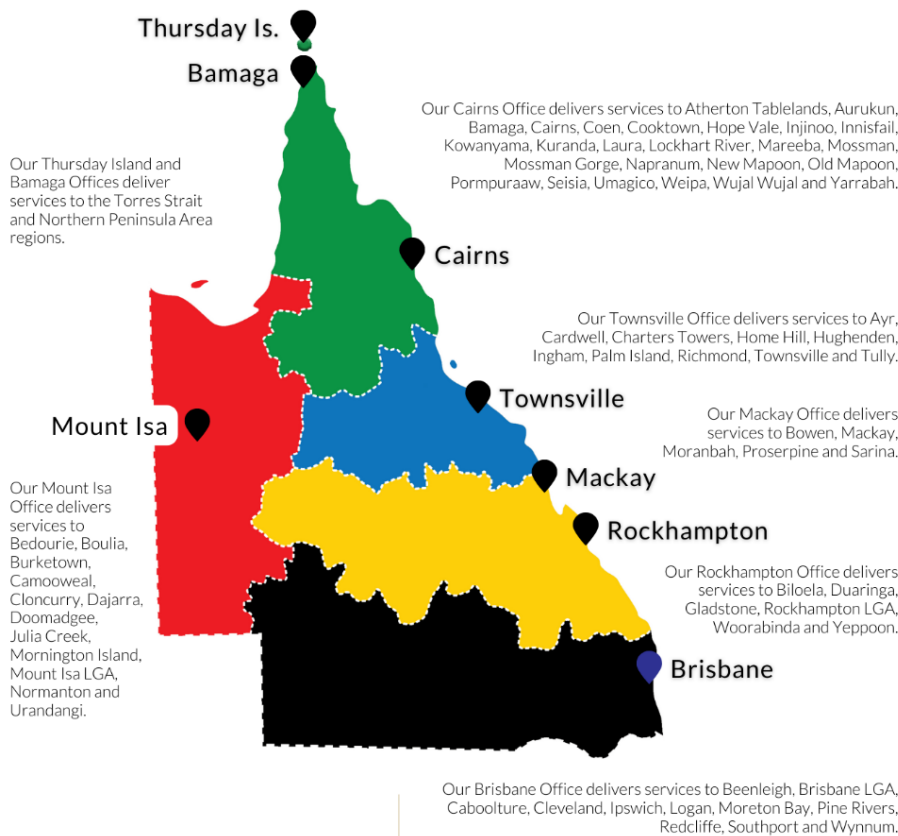 Thursday Is.
Bamaga
Our Cairns Office delivers services to Atherton Tablelands, Aurukun,
Bamaga, Cairns, Coen, Cooktown, Hope Vale, Injinoo, Innisfail,
Kowanyama, Kuranda, Laura, Lockhart River, Mareeba, Mossman,
Mossman Gorge, Napranum, New Mapoon, Old Mapoon,
Pormpuraaw, Seisia, Umagico, Weipa, Wujal Wujal and Yarrabah.
Our Thursday Island and
Bamaga Offices deliver
services to the Torres Strait
and Northern Peninsula Area
regions.
Cairns
Our Townsville Office delivers services to Ayr,
Cardwell, Charters Towers, Home Hill, Hughenden,
Ingham, Palm Island, Richmond, Townsville and Tully.
Townsville
Mount Isa
Our Mackay Office delivers
services to Bowen, Mackay,
Moranbah, Proserpine and Sarina.
Mackay
Our Mount Isa
Office delivers
services to
Bedourie, Boulia,
Burketown,
Camooweal,
Cloncurry, Dajarra,
Doomadgee,
Julia Creek,
Mornington Island,
Mount Isa LGA,
Normanton and
Urandangi.
Rockhampton
Our Rockhampton Office delivers
services to Biloela, Duaringa,
Gladstone, Rockhampton LGA,
Woorabinda and Yeppoon.
Brisbane
Our Brisbane Office delivers services to Beenleigh, Brisbane LGA,
Caboolture, Cleveland, Ipswich, Logan, Moreton Bay, Pine Rivers,
Redcliffe, Southport and Wynnum.